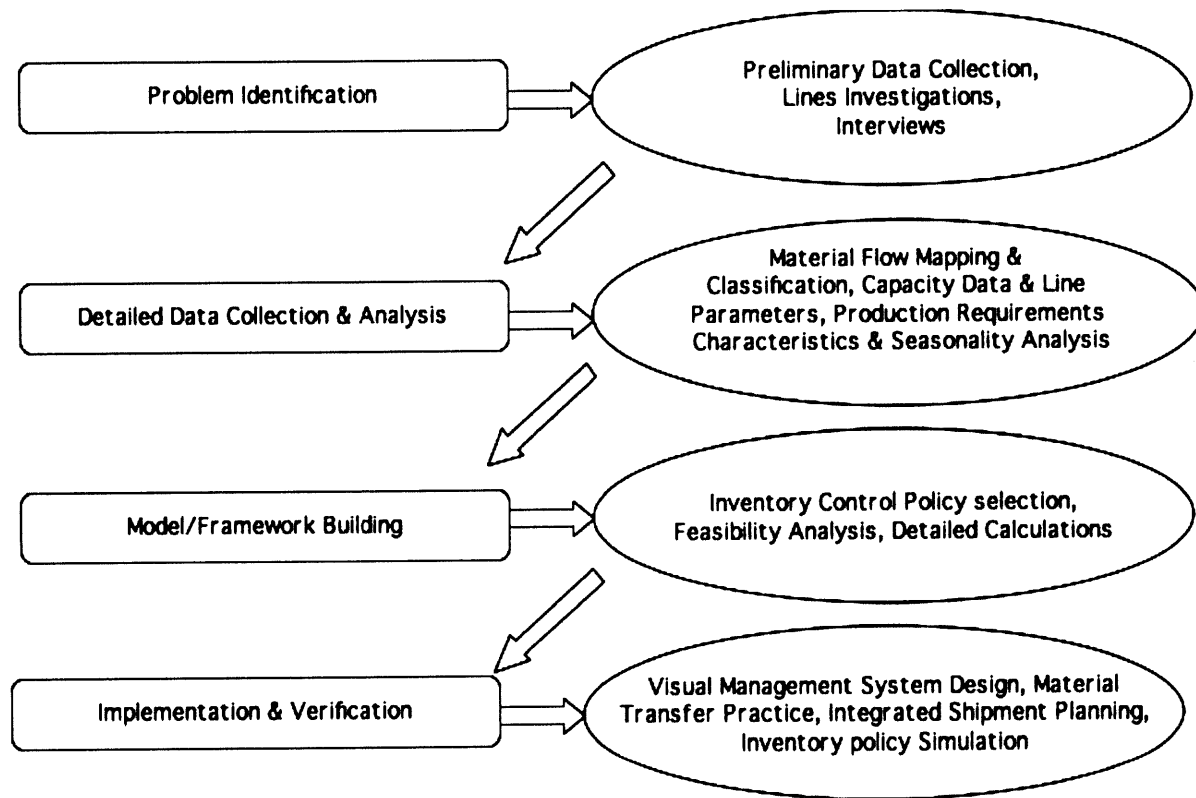 Problem Identification
Preliminary Data Collection,
Lines Investigations,
Interviews
Detailed Data Collection & Analysis
Material Flow Mapping &
Classification, Capacity Data & Line
Parameters, Production Requirements
Characteristics & Seasonality Analysis
Model/Framework Building
Inventory Control Policy selection,
Feasibility Analysis, Detailed Calculations
Implementation & Verification
Visual Management System Design, Material
Transfer Practice, Integrated Shipment Planning,
Inventory policy Simulation